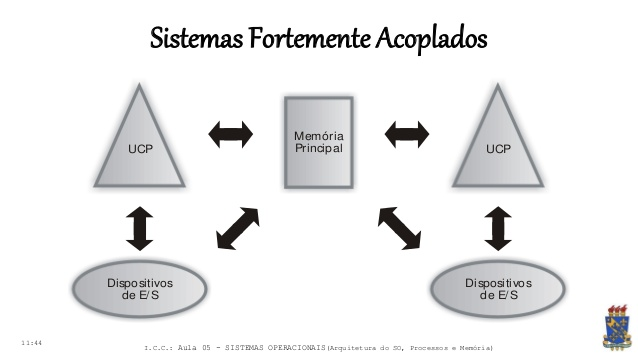 Sistemas Fortemente Acoplados
UCP
Memória
Principal
UCP
Dispositivos
de E/S
Dispositivos
de E/S
11:44
I.C.C.: Aula 05 - SISTEMAS OPERACIONAIS(Arquitetura do SO, Processos e Memória)